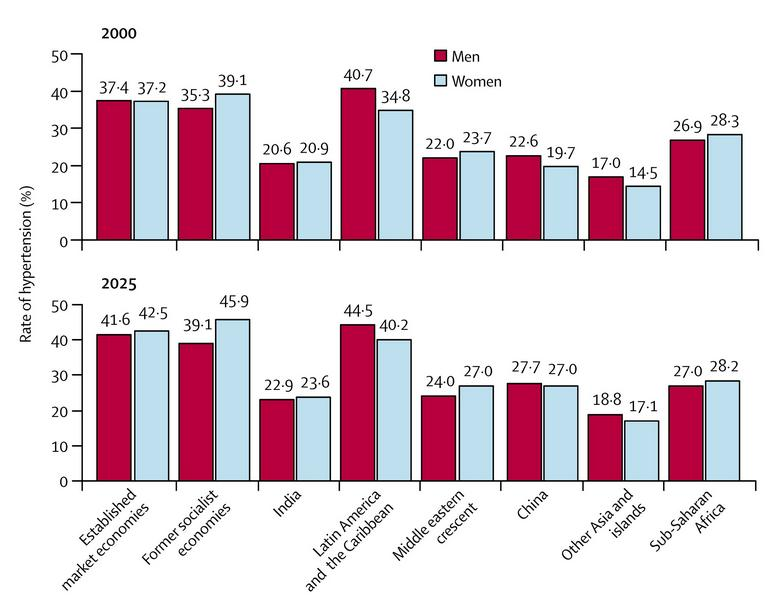 2000
Men
Women
50
40
30
20
10
0
37·4 37·2 35·3 39·1 20·6 20·9 40·7 34·8 22·0 23·7 22·6 19·7 17·0 14·5 26·9 28·3
Rate of hypertension (%)
2025
50
40
30
20
10
0
41·6 42·5 39·1 45·9 22·9 23·6 44·5 40·2 24·0 27·0 27·7 27·0 18·8 17·1 27·0 28·2
Established
market economies
Former socialist
economies
India
Latin America
and the Caribbean
Middle eastern
crescent
China
Other Asia and
islands
Sub-Saharan
Africa